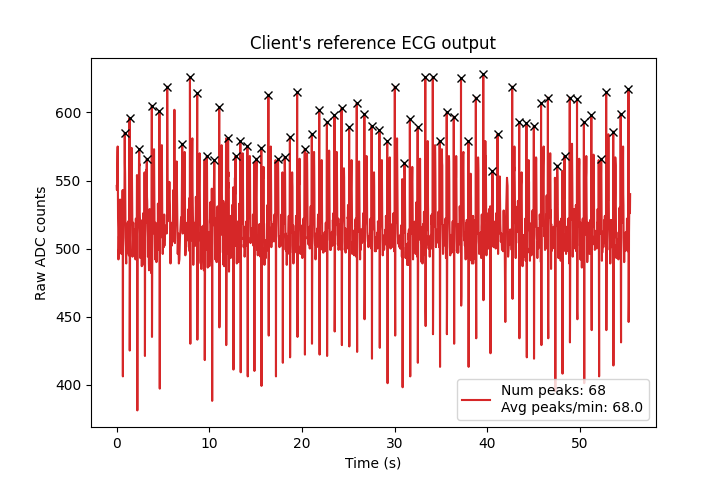 Client's reference ECG output
Raw ADC counts
600
550
500
450
400
Num peaks: 68
Avg peaks/min: 68.0
0 10 20 30 40 50
Time (s)